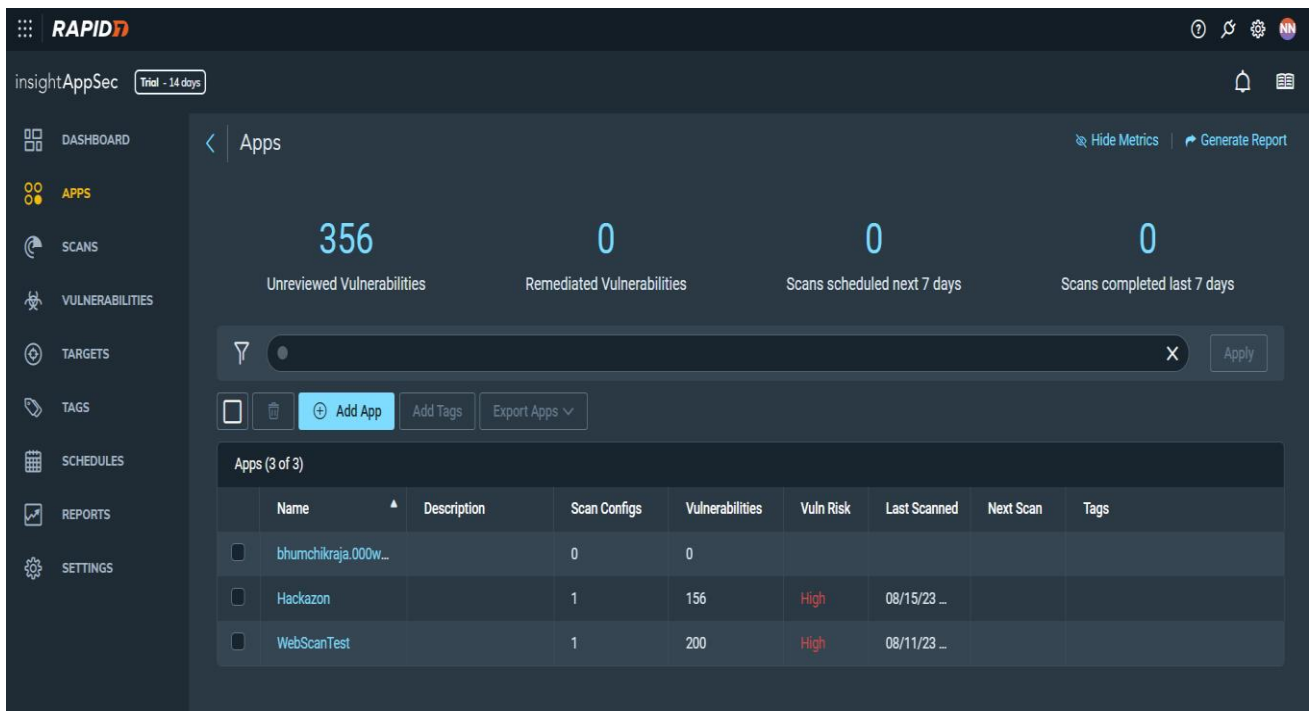 RAPID7
NN
insightAppSec Trial - 14 days
DASHBOARD
APPS
SCANS
VULNERABILITIES
TARGETS
TAGS
SCHEDULES
REPORTS
SETTINGS
Apps
Hide Metrics
Generate Report
356
Unreviewed Vulnerabilities
0
Remediated Vulnerabilities
0
Scans scheduled next 7 days
0
Scans completed last 7 days
X
Apply
Add App
Add Tags
Export Apps
Apps (3 of 3)
Name Description Scan Configs Vulnerabilities Vuln Risk Last Scanned Next Scan Tags
bhumchikraja.000w... 0 0
Hackazon 1 156 High 08/15/23 ...
WebScanTest 1 200 High 08/11/23 ...